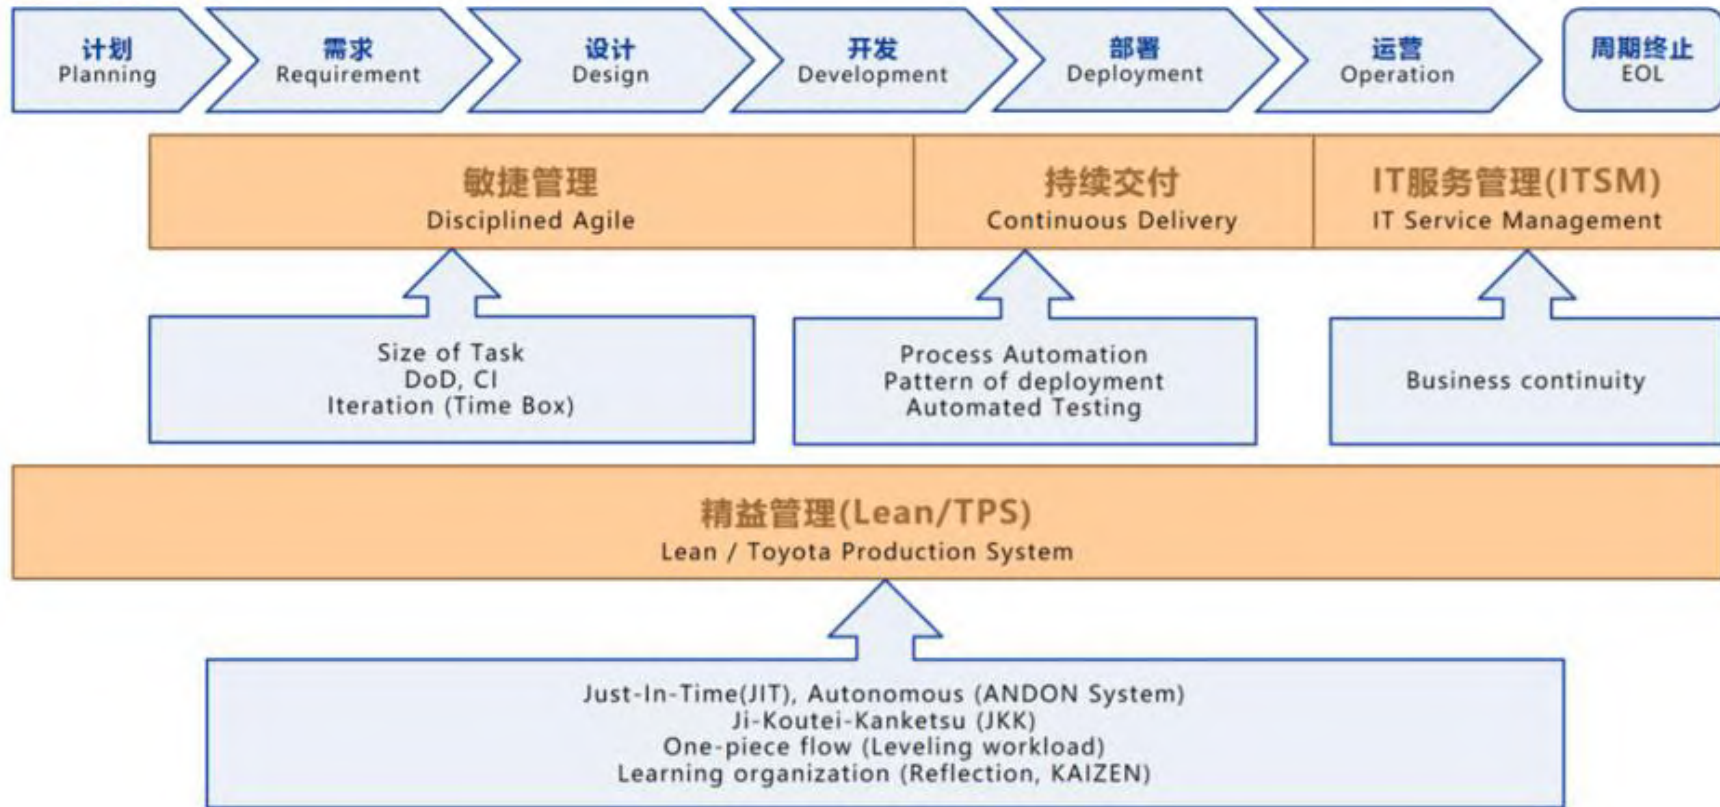 计划
Planning
需求
Requirement
设计
Design
开发
Development
部署
Deployment
运营
Operation
周期终止
EOL
敏捷管理
Disciplined Agile
持续交付
Continuous Delivery
IT服务管理(ITSM)
IT Service Management
Size of Task
DoD, CI
Iteration (Time Box)
Process Automation
Pattern of deployment
Automated Testing
Business continuity
精益管理(Lean/TPS)
Lean / Toyota Production System
Just-In-Time(JIT), Autonomous (ANDON System)
Ji-Koutei-Kanketsu (JKK)
One-piece flow (Leveling workload)
Learning organization (Reflection, KAIZEN)